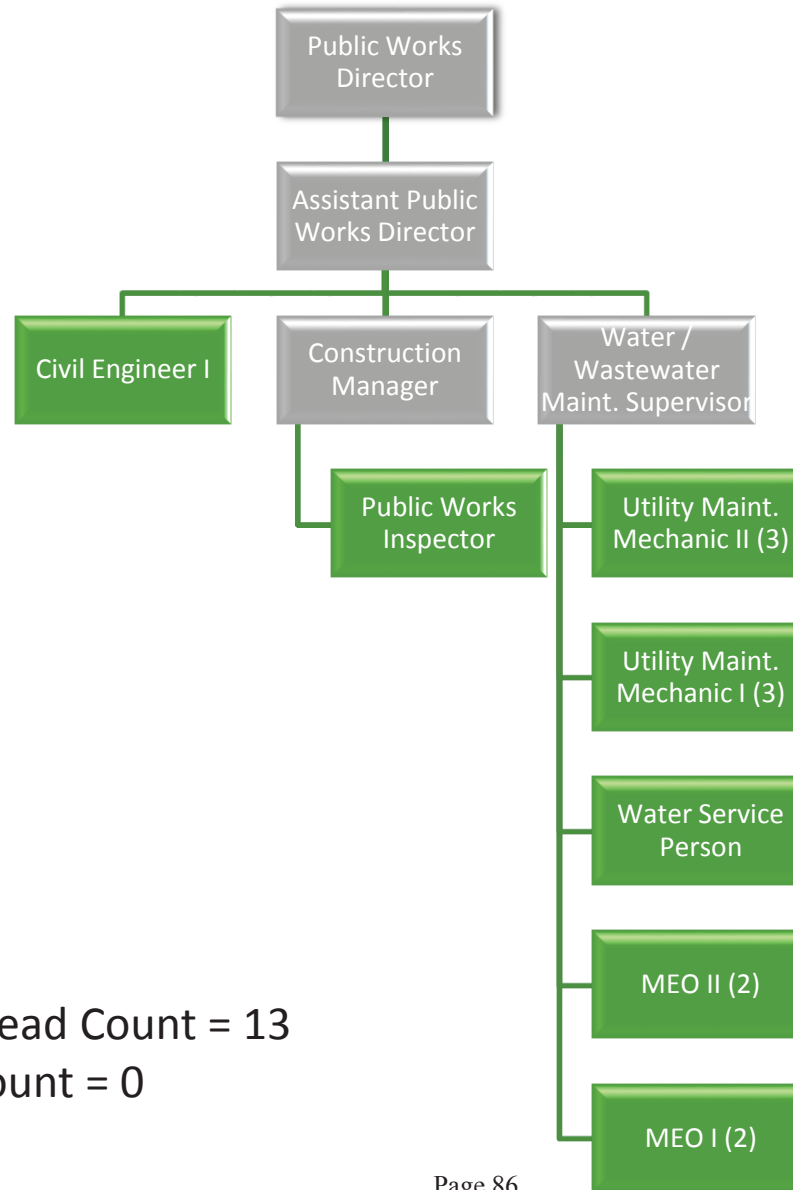 Public Works
Director
Assistant Public
Works Director
Civil Engineer I
Construction
Manager
Water /
Wastewater
Maint. Supervisor
Public Works
Inspector
Utility Maint.
Mechanic II (3)
Utility Maint.
Mechanic I (3)
Water Service
Person
MEO II (2)
MEO I (2)
ead Count = 13
ount = 0
Page 86